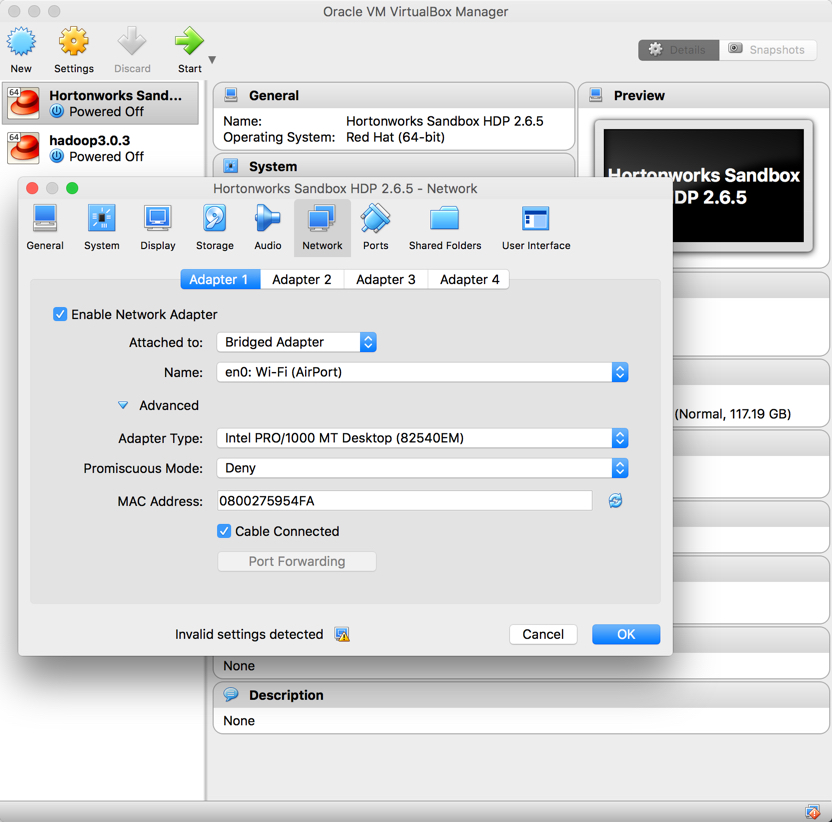 Oracle VM VirtualBox Manager
New
Settings
Discard
Start
Details
Snapshots
64
Hortonworks Sand...
Powered Off
64
hadoop3.0.3
Powered Off
General
Name: Hortonworks Sandbox HDP 2.6.5
Operating System: Red Hat (64-bit)
System
Preview
Hortonworks Sandbox
DP 2.6.5
Hortonworks Sandbox HDP 2.6.5 - Network
General
System
Display
Storage
Audio
Network
Ports
Shared Folders
User Interface
Adapter 1
Adapter 2
Adapter 3
Adapter 4
Enable Network Adapter
Attached to: Bridged Adapter
Name: en0: Wi-Fi (AirPort)
Advanced
Adapter Type: Intel PRO/1000 MT Desktop (82540EM)
Promiscuous Mode: Deny
MAC Address: 0800275954FA
Cable Connected
Port Forwarding
Invalid settings detected
Cancel
OK
(Normal, 117.19 GB)
None
Description
None